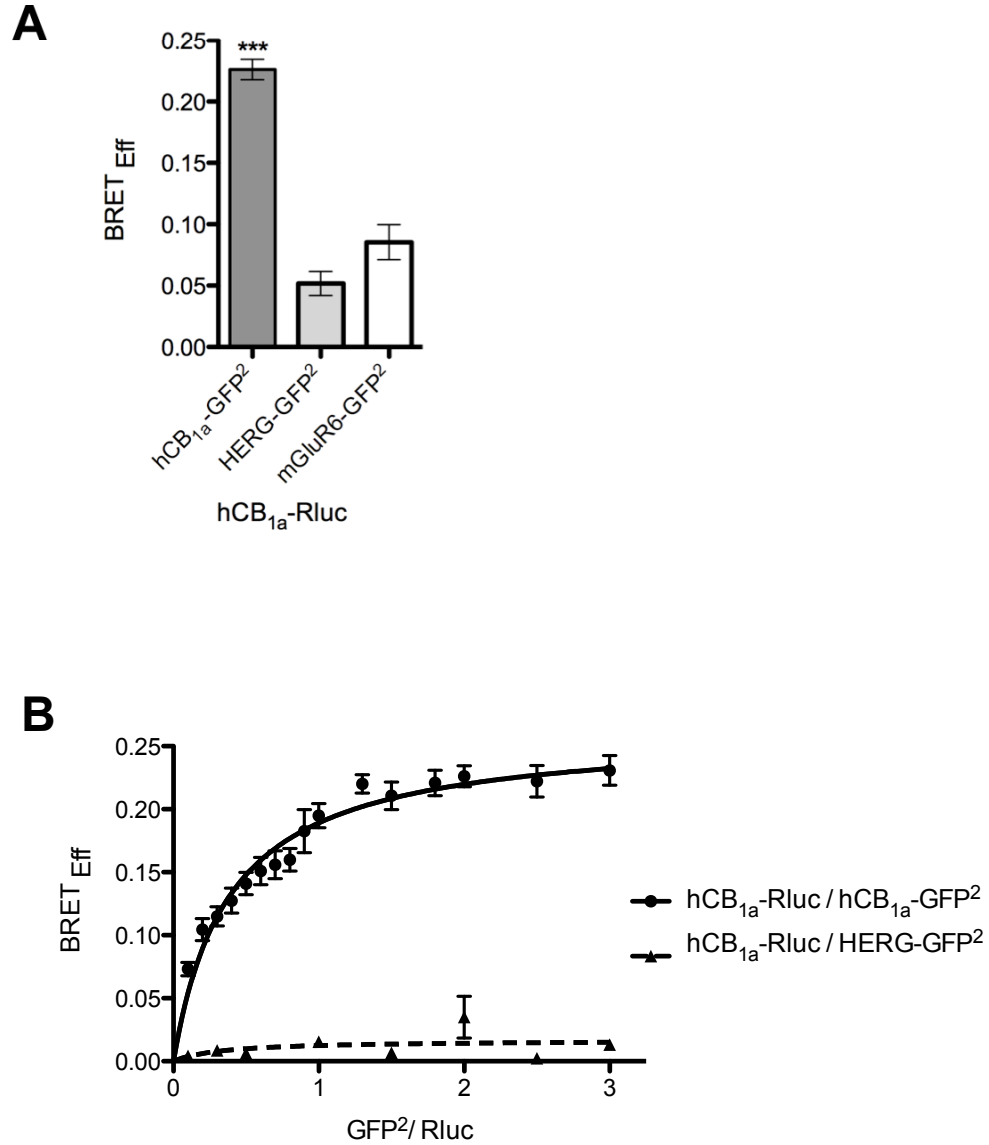 A
***
0.25
0.20
0.15
0.10
0.05
0.00
BRET Eff
hCB1a-GFP²
HERG-GFP²
mGluR6-GFP²
hCB1a-Rluc
B
0.25
0.20
0.15
0.10
0.05
0.00
BRET Eff
0 1 2 3
GFP²/ Rluc
hCB1a-Rluc / hCB1a-GFP²
hCB1a-Rluc / HERG-GFP²